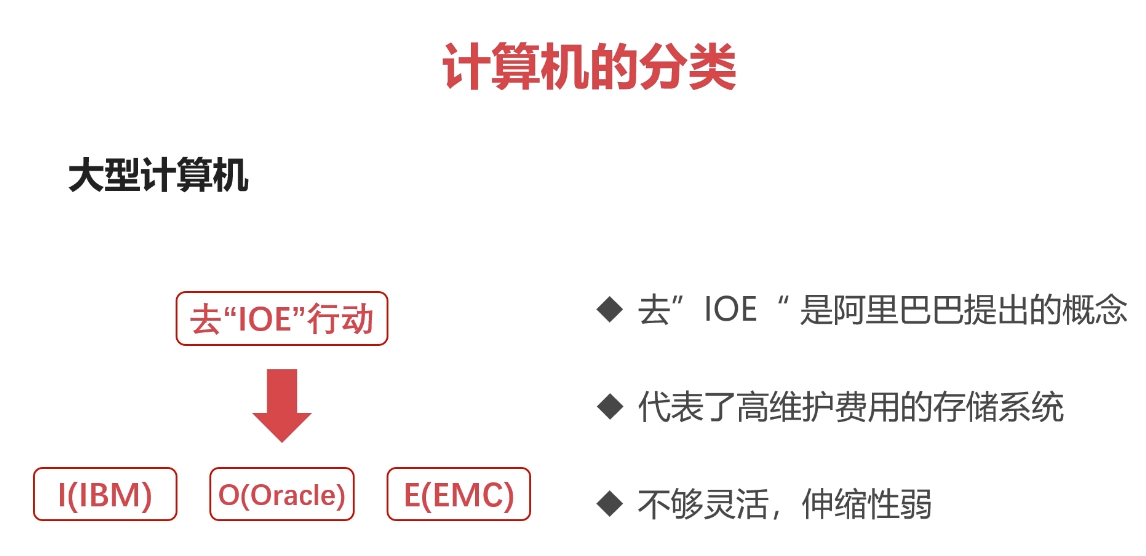 计算机的分类
大型计算机
去“IOE”行动
I(IBM)
O(Oracle)
E(EMC)
去”IOE“是阿里巴巴提出的概念
代表了高维护费用的存储系统
不够灵活，伸缩性弱